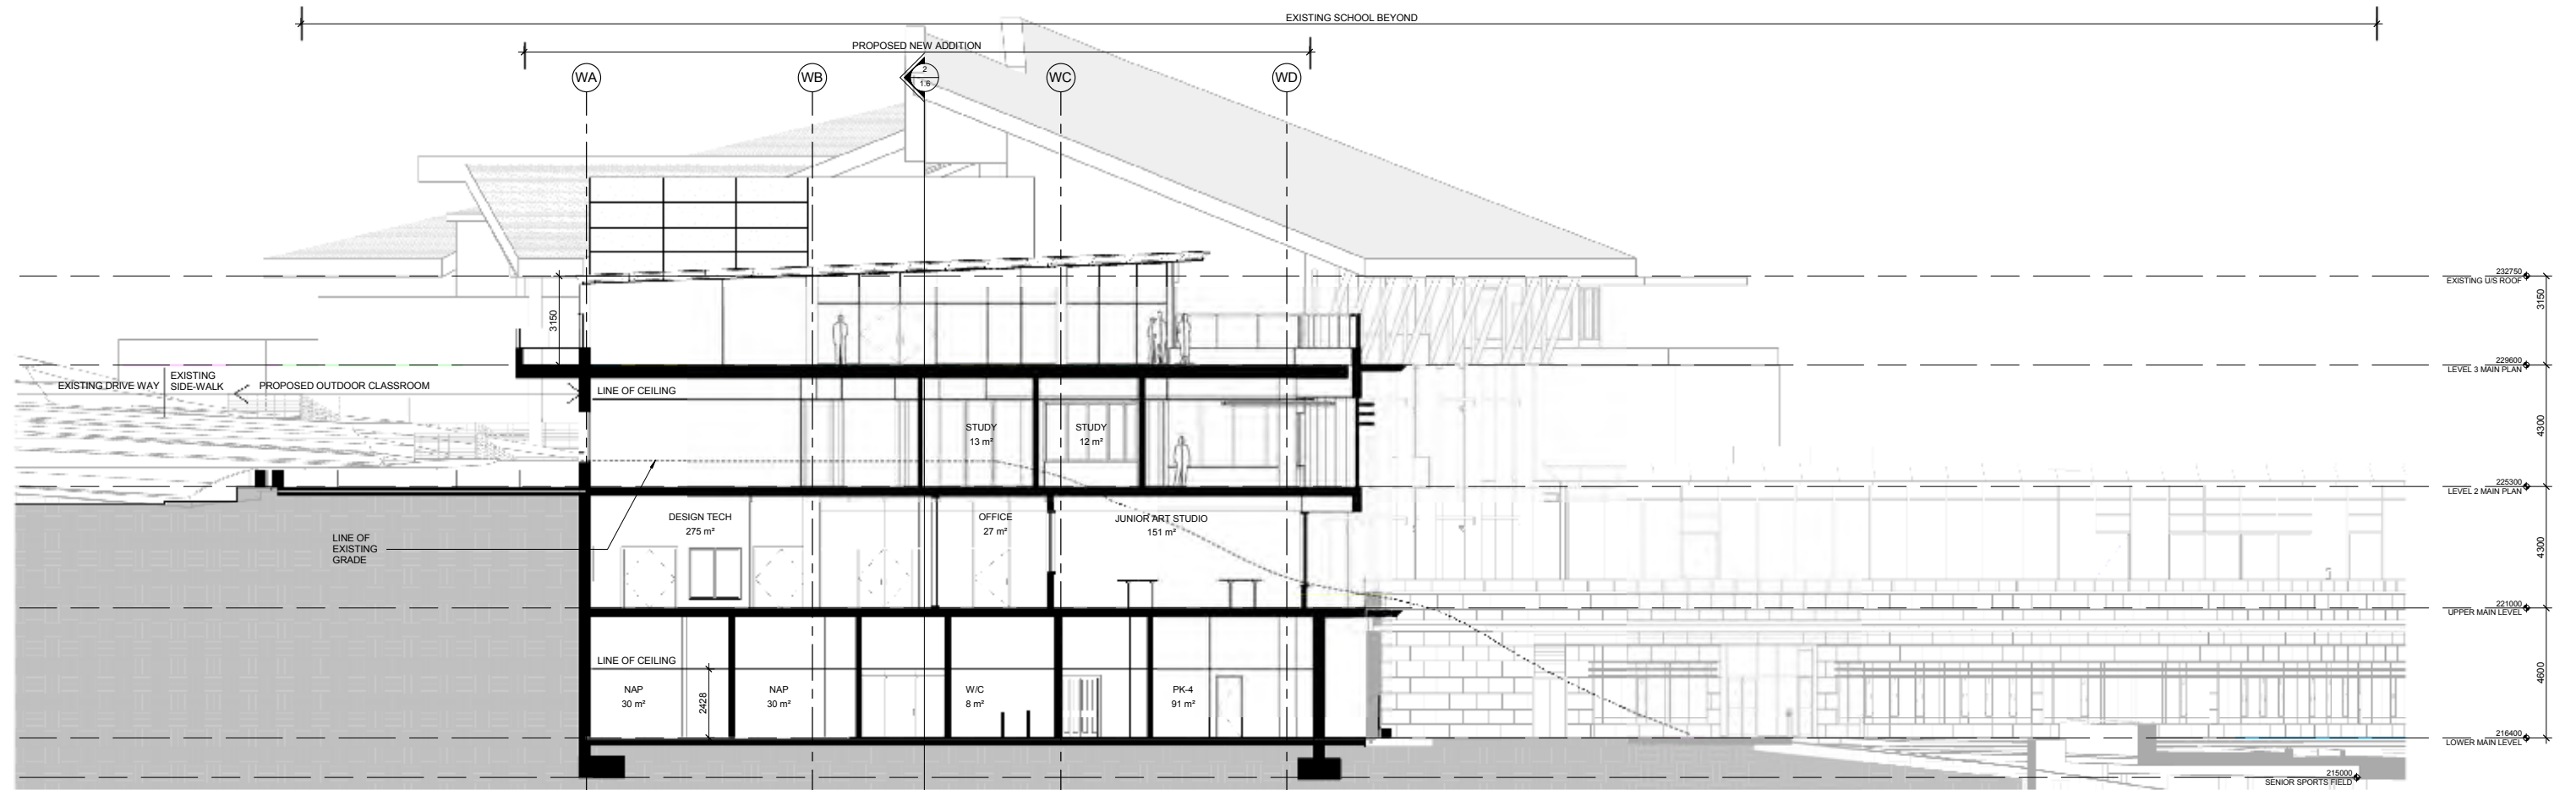 EXISTING SCHOOL BEYOND
PROPOSED NEW ADDITION
WA
WB
2
1.6
WC
WD
232750
EXISTING U/S ROOF
3150
3150
229600
LEVEL 3 MAIN PLAN
EXISTING DRIVE WAY
EXISTING
SIDE-WALK
PROPOSED OUTDOOR CLASSROOM
LINE OF CEILING
STUDY
13 m²
STUDY
12 m²
4300
225300
LEVEL 2 MAIN PLAN
DESIGN TECH
275 m²
OFFICE
27 m²
JUNIOR ART STUDIO
151 m²
LINE OF
EXISTING
GRADE
4300
221000
UPPER MAIN LEVEL
LINE OF CEILING
NAP
30 m²
2428
NAP
30 m²
W/C
8 m²
PK-4
91 m²
4600
216400
LOWER MAIN LEVEL
215000
SENIOR SPORTS FIELD